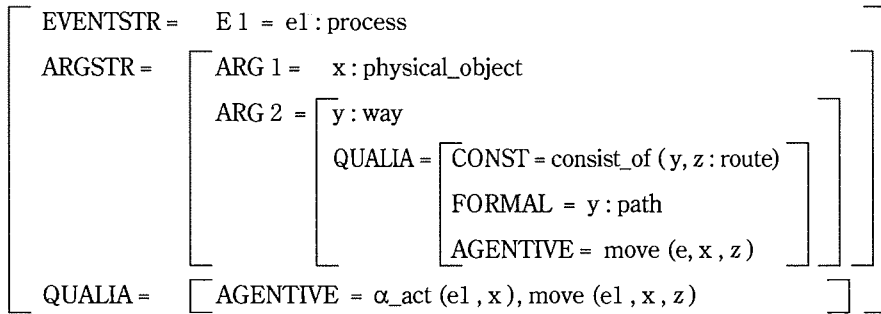 EVENTSTR = E 1 = e1 : process
ARGSTR = ARG 1 = x : physical_object
ARG 2 = y : way
QUALIA = CONST = consist_of ( y, z : route)
FORMAL = y : path
AGENTIVE = move (e, x , z )
QUALIA = AGENTIVE = α_act (e1 , x ), move (e1 , x , z )